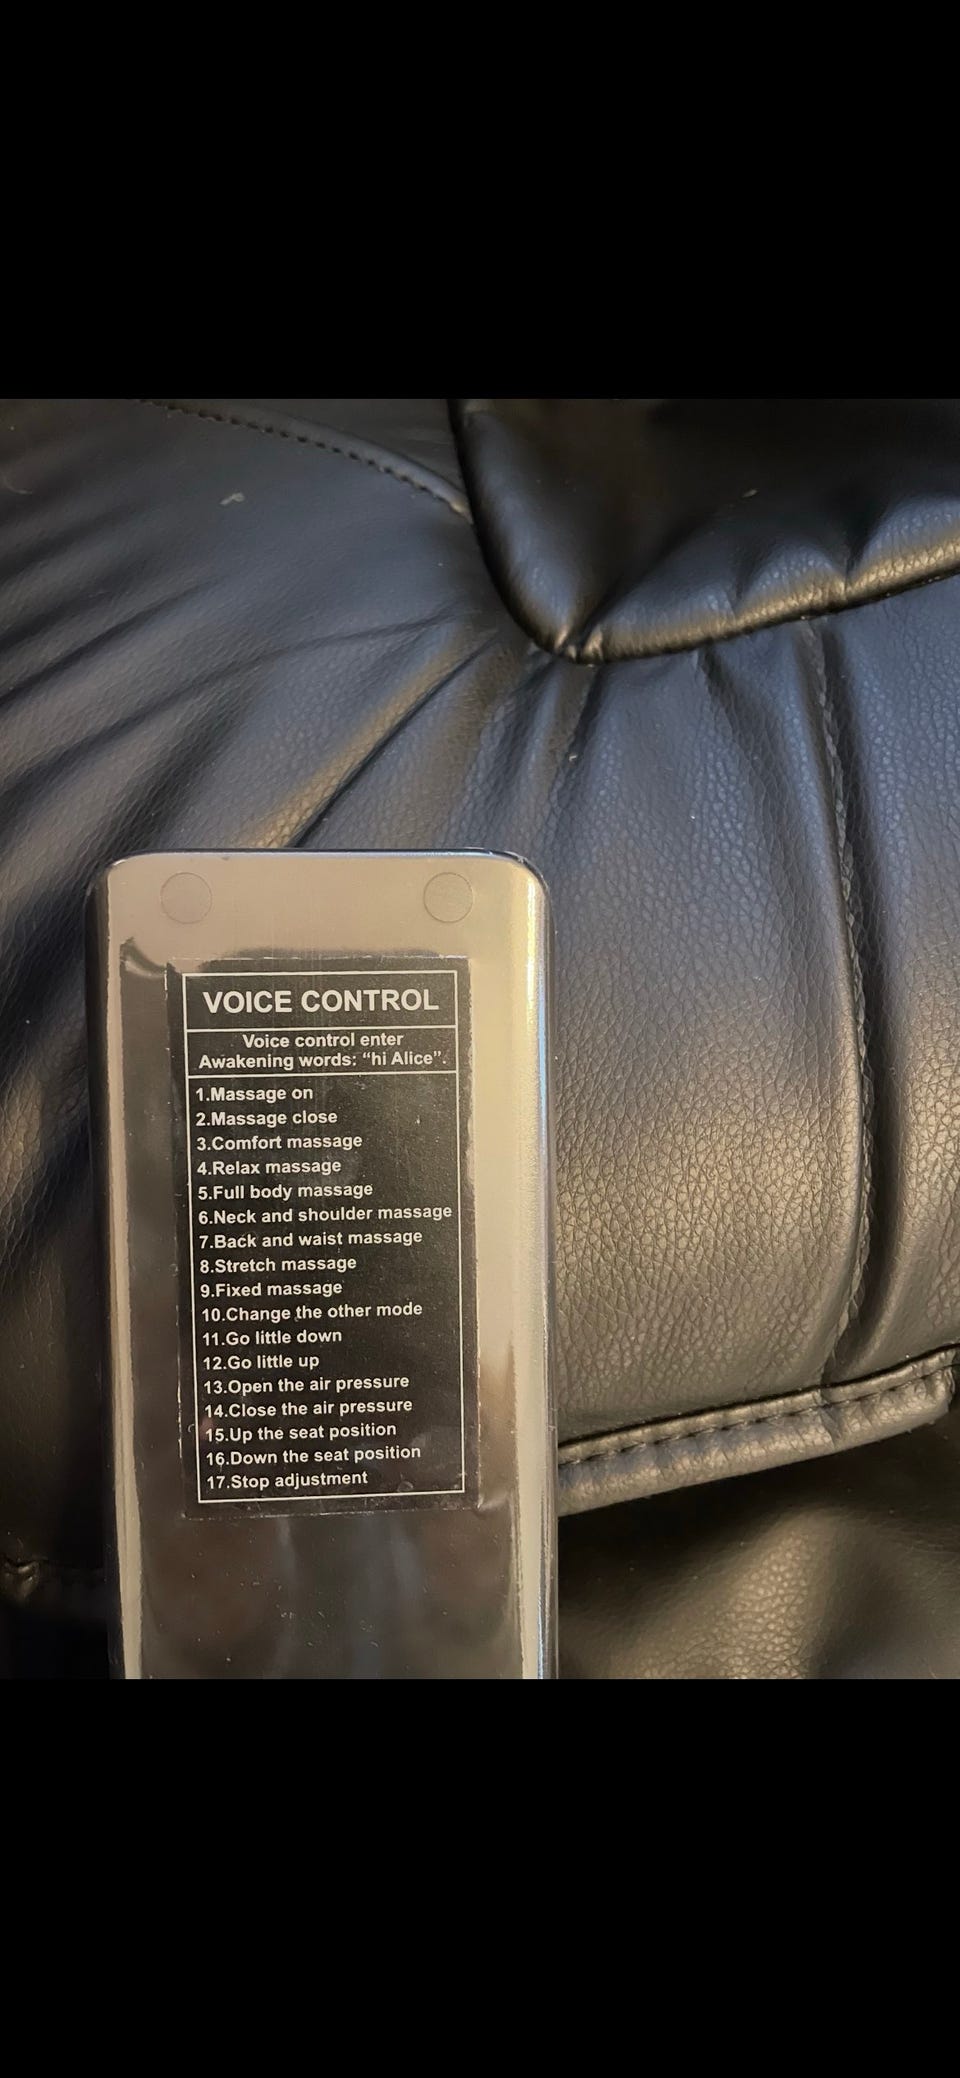 VOICE CONTROL
Voice control enter
Awakening words: “hi Alice”.
1.Massage on
2.Massage close
3.Comfort massage
4.Relax massage
5.Full body massage
6.Neck and shoulder massage
7.Back and waist massage
8.Stretch massage
9.Fixed massage
10.Change the other mode
11.Go little down
12.Go little up
13.Open the air pressure
14.Close the air pressure
15.Up the seat position
16.Down the seat position
17.Stop adjustment